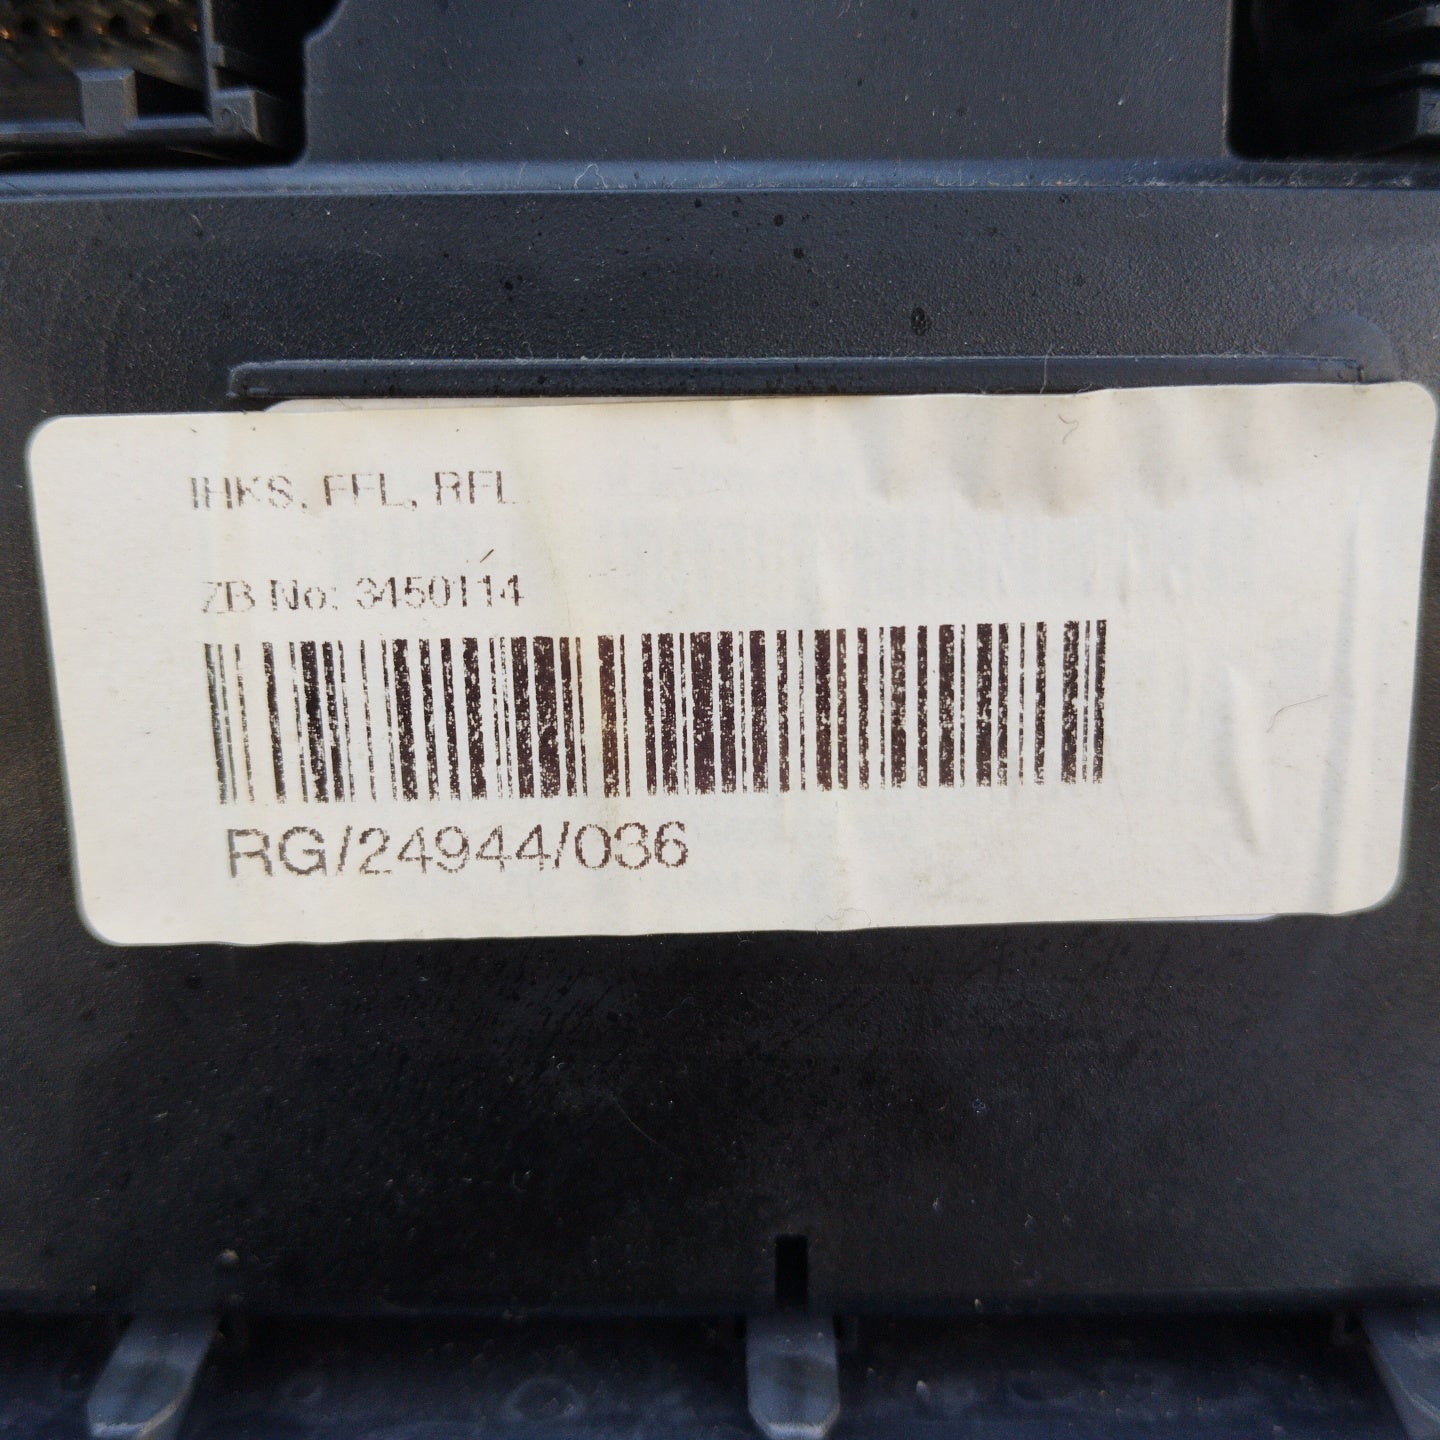 IHKS, FFL, RFL
ZB No: 3450114
RG/24944/036